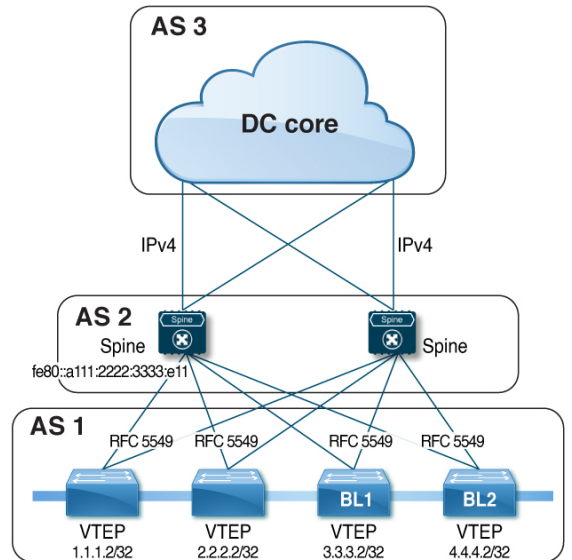 AS 3
DC core
IPv4 IPv4
AS 2
Spine Spine
Spine Spine
fe80::a111:2222:3333:e11
AS 1
RFC 5549 RFC 5549 RFC 5549 RFC 5549
BL1 BL2
VTEP VTEP VTEP VTEP
1.1.1.2/32 2.2.2.2/32 3.3.3.2/32 4.4.4.2/32